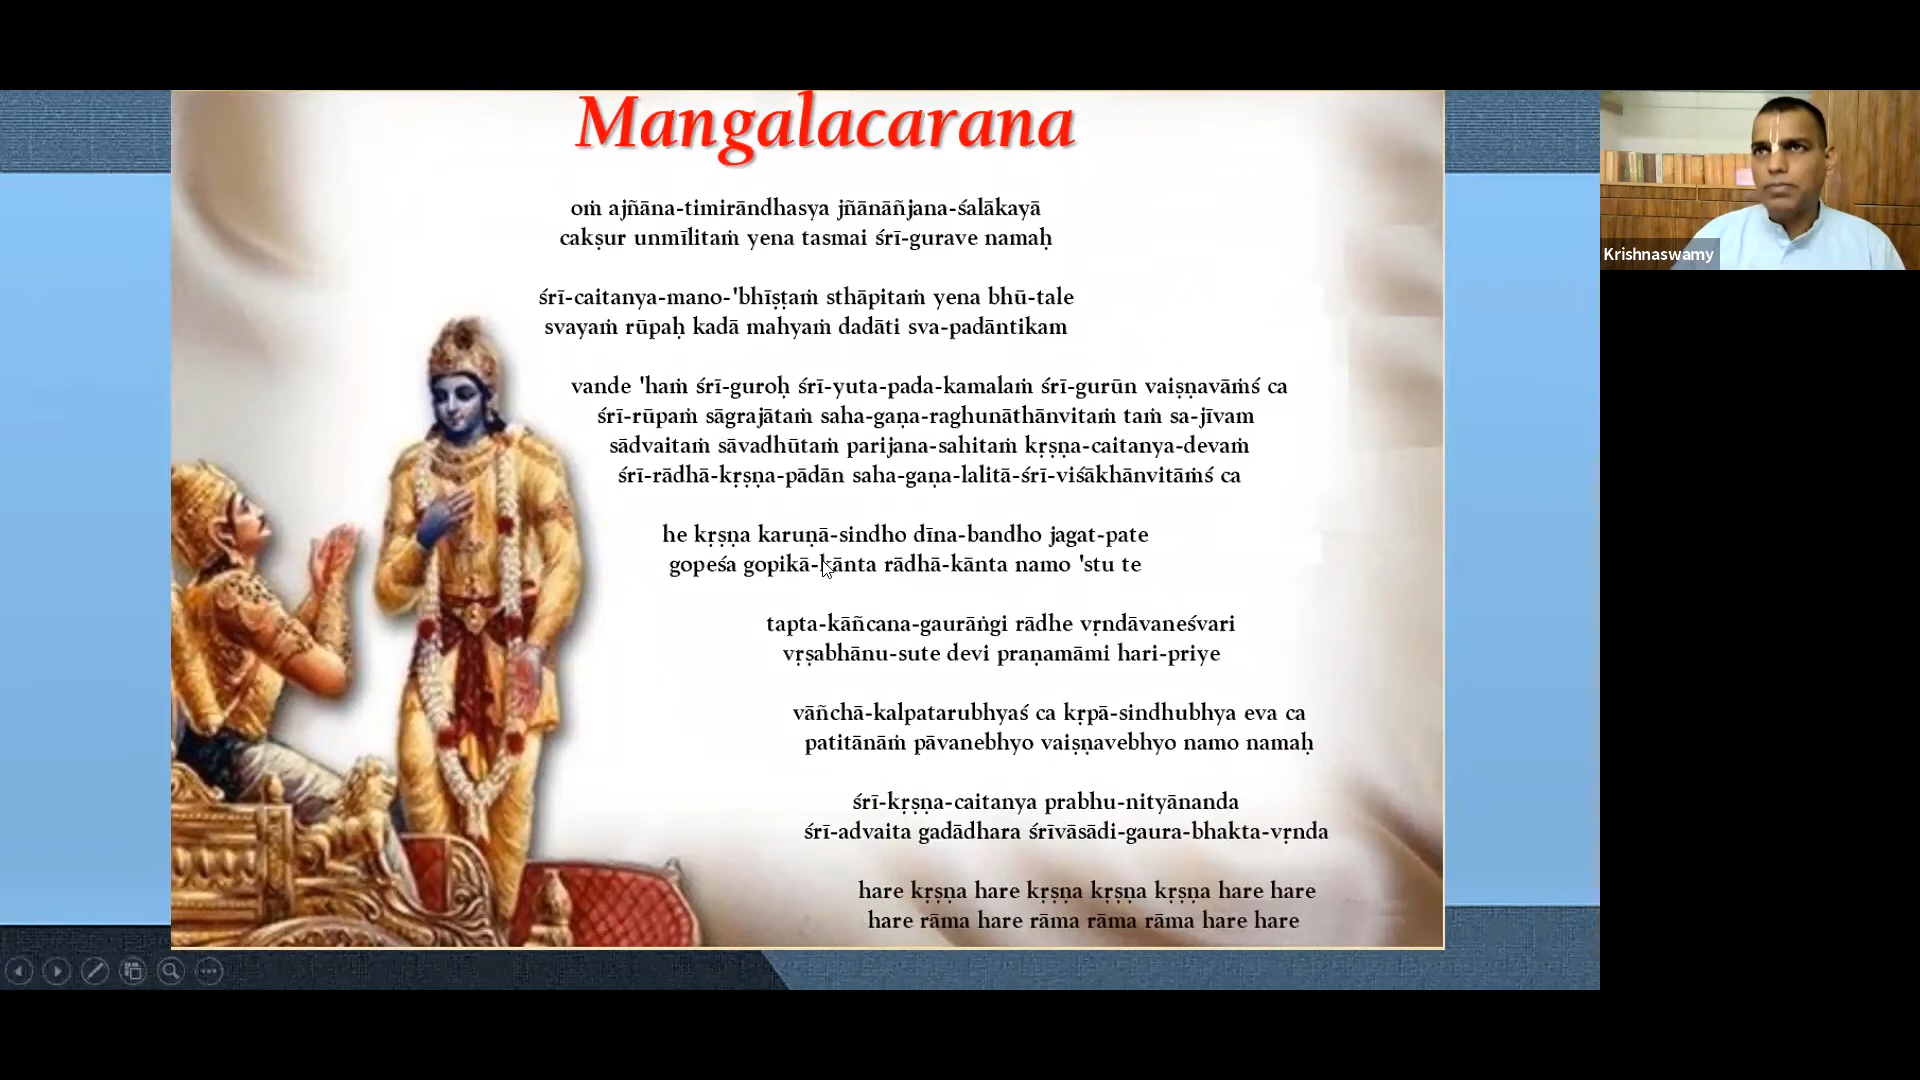 Mangalacarana
oṁ ajñāna-timirāndhasya jñānāñjana-śalākayā
cakṣur unmīlitaṁ yena tasmai śrī-gurave namaḥ
śrī-caitanya-mano-'bhīṣṭaṁ sthāpitaṁ yena bhū-tale
svayaṁ rūpaḥ kadā mahyaṁ dadāti sva-padāntikam
vande 'haṁ śrī-guroḥ śrī-yuta-pada-kamalaṁ śrī-gurūn vaiṣṇavāṁś ca
śrī-rūpaṁ sāgrajātaṁ saha-gaṇa-raghunāthānvitaṁ taṁ sa-jīvam
sādvaitaṁ sāvadhūtaṁ parijana-sahitaṁ kṛṣṇa-caitanya-devaṁ
śrī-rādhā-kṛṣṇa-pādān saha-gaṇa-lalitā-śrī-viśākhānvitāṁś ca
he kṛṣṇa karuṇā-sindho dīna-bandho jagat-pate
gopeśa gopikā-kānta rādhā-kānta namo 'stu te
tapta-kāñcana-gaurāṅgi rādhe vṛndāvaneśvari
vṛṣabhānu-sute devi praṇamāmi hari-priye
vāñchā-kalpatarubhyaś ca kṛpā-sindhubhya eva ca
patitānāṁ pāvanebhyo vaiṣṇavebhyo namo namaḥ
śrī-kṛṣṇa-caitanya prabhu-nityānanda
śrī-advaita gadādhara śrīvāsādi-gaura-bhakta-vṛnda
hare kṛṣṇa hare kṛṣṇa kṛṣṇa kṛṣṇa hare hare
hare rāma hare rāma rāma rāma hare hare
Krishnaswamy